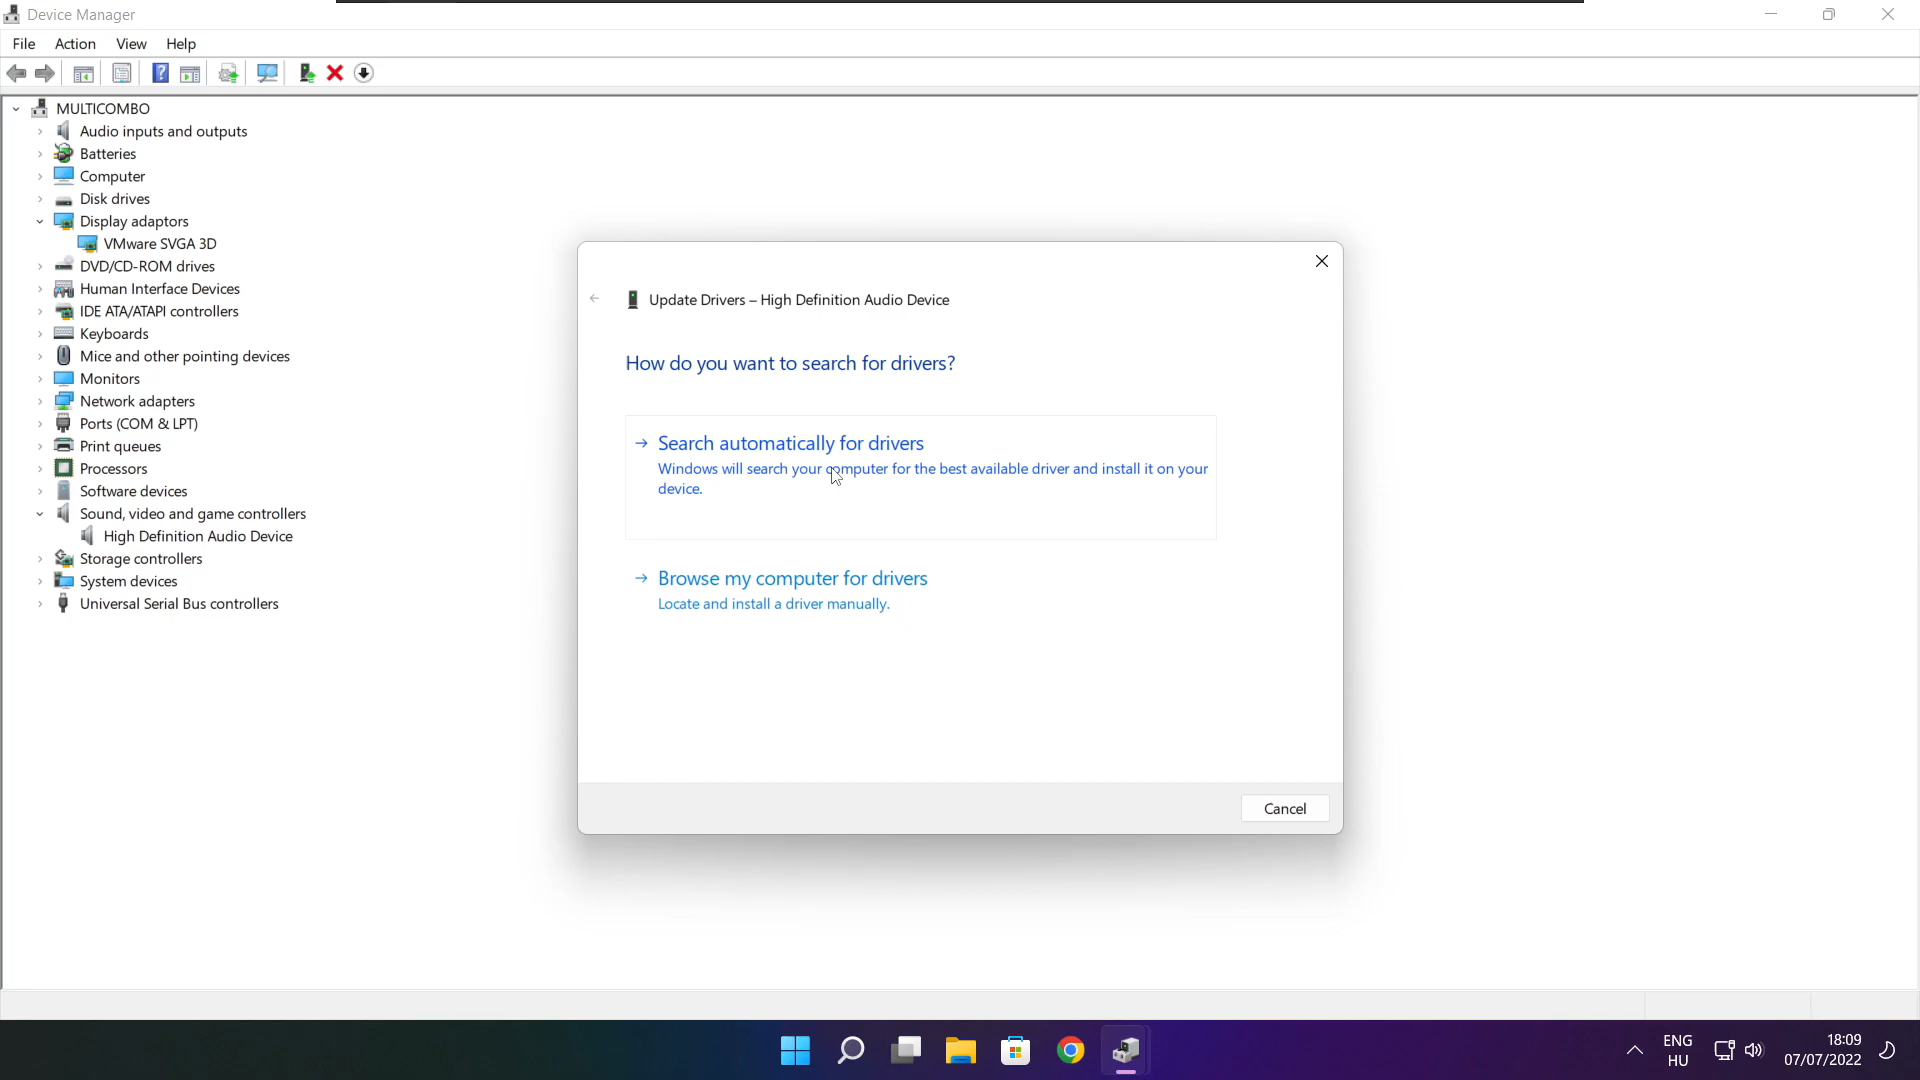 Device Manager
File Action View Help
MULTICOMBO
Audio inputs and outputs
Batteries
Computer
Disk drives
Display adaptors
VMware SVGA 3D
DVD/CD-ROM drives
Human Interface Devices
IDE ATA/ATAPI controllers
Keyboards
Mice and other pointing devices
Monitors
Network adapters
Ports (COM & LPT)
Print queues
Processors
Software devices
Sound, video and game controllers
High Definition Audio Device
Storage controllers
System devices
Universal Serial Bus controllers
Update Drivers – High Definition Audio Device
How do you want to search for drivers?
Search automatically for drivers
Windows will search your computer for the best available driver and install it on your
device.
Browse my computer for drivers
Locate and install a driver manually.
Cancel
ENG
HU
18:09
07/07/2022